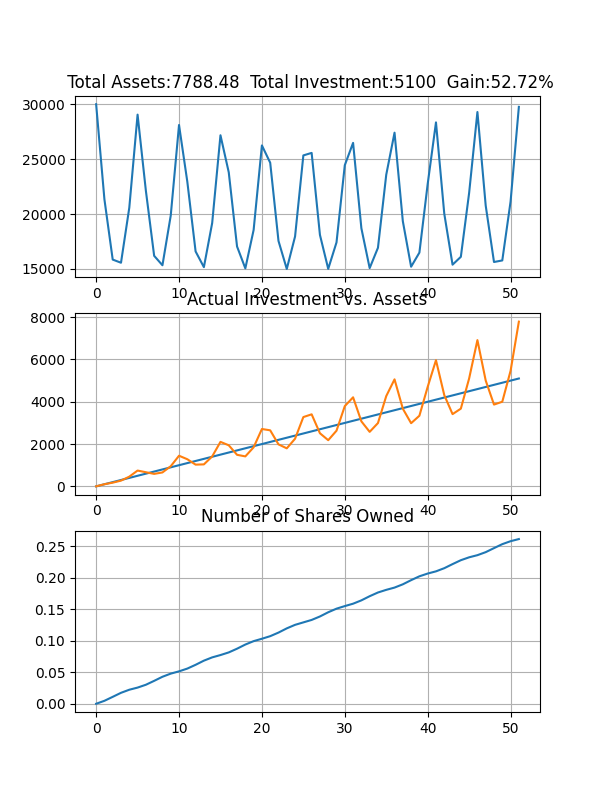 Total Assets:7788.48  Total Investment:5100  Gain:52.72%
30000
25000
20000
15000
0 10 20 30 40 50
Actual Investment vs. Assets
8000
6000
4000
2000
0
0 10 20 30 40 50
Number of Shares Owned
0.25
0.20
0.15
0.10
0.05
0.00
0 10 20 30 40 50